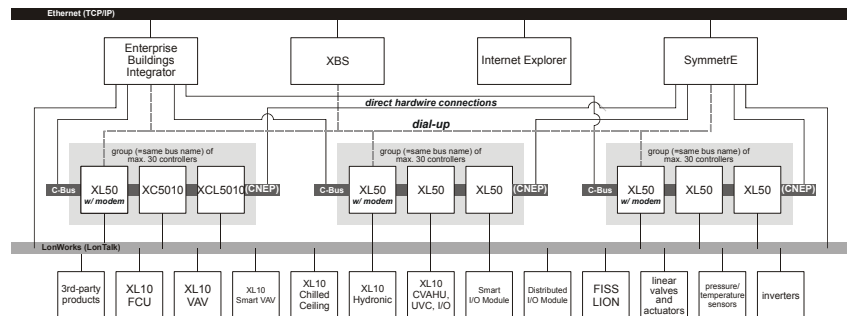 Ethernet (TCP/IP)
Enterprise
Buildings
Integrator
XBS
Internet Explorer
SymmetrE
direct hardwire connections
dial-up
group (=same bus name) of
max. 30 controllers
C-Bus
XL50
w/ modem
XC5010
XCL5010
(CNEP)
group (=same bus name) of
max. 30 controllers
C-Bus
XL50
w/ modem
XL50
XL50
(CNEP)
group (=same bus name) of
max. 30 controllers
C-Bus
XL50
w/ modem
XL50
XL50
(CNEP)
LonWorks (LonTalk)
3rd-party
products
XL10
FCU
XL10
VAV
XL10
Smart VAV
XL10
Chilled
Ceiling
XL10
Hydronic
XL10
CVAHU,
UVC, I/O
Smart
I/O Module
Distributed
I/O Module
FISS
LION
linear
valves
and
actuators
pressure/
temperature
sensors
inverters